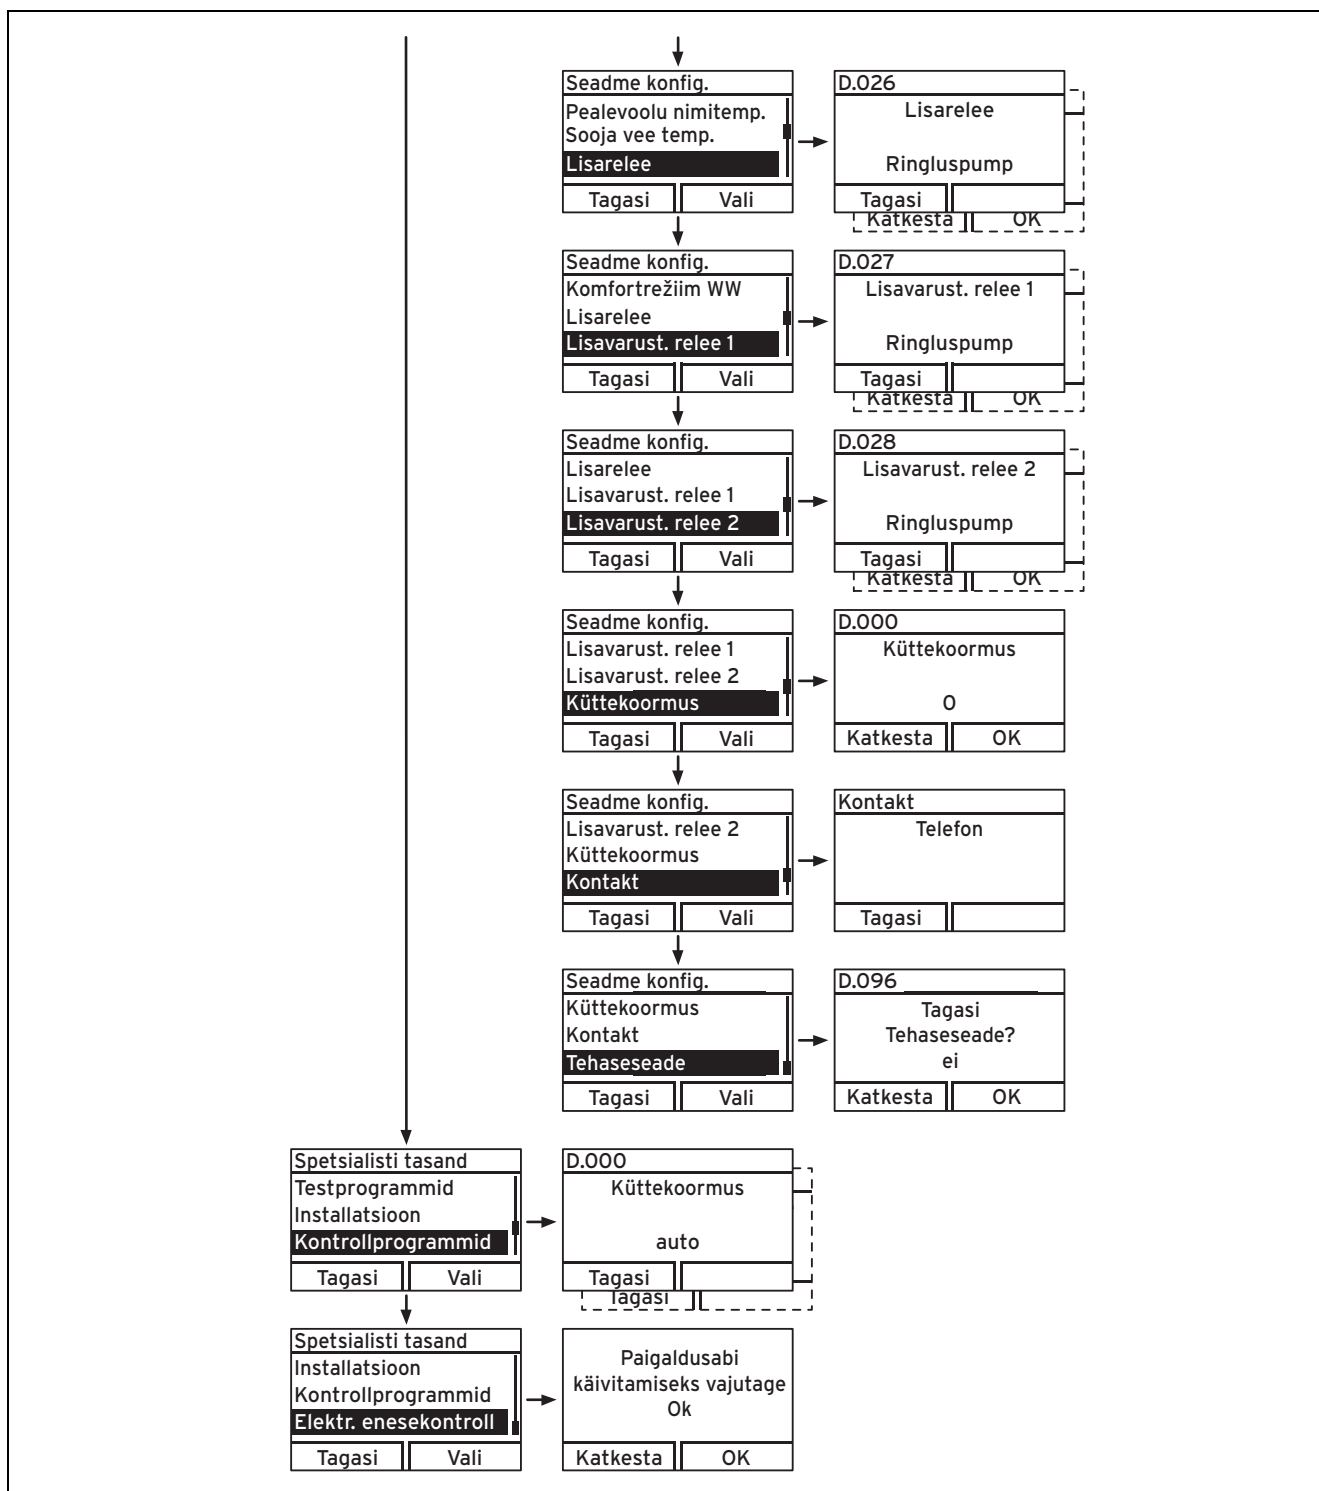 Seadme konfig.
Pealevoolu nimitemp.
Sooja vee temp.
Lisarelee
Tagasi Vali
D.026
Lisarelee
Ringluspump
Tagasi
Katkesta OK
Seadme konfig.
Komfortrežiim WW
Lisarelee
Lisavarust. relee 1
Tagasi Vali
D.027
Lisavarust. relee 1
Ringluspump
Tagasi
Katkesta OK
Seadme konfig.
Lisarelee
Lisavarust. relee 1
Lisavarust. relee 2
Tagasi Vali
D.028
Lisavarust. relee 2
Ringluspump
Tagasi
Katkesta OK
Seadme konfig.
Lisavarust. relee 1
Lisavarust. relee 2
Küttekoormus
Tagasi Vali
D.000
Küttekoormus
0
Katkesta OK
Seadme konfig.
Lisavarust. relee 2
Küttekoormus
Kontakt
Tagasi Vali
Kontakt
Telefon
Tagasi
Seadme konfig.
Küttekoormus
Kontakt
Tehaseseade
Tagasi Vali
D.096
Tagasi
Tehaseseade?
ei
Katkesta OK
Spetsialisti tasand
Testprogrammid
Installatsioon
Kontrollprogrammid
Tagasi Vali
D.000
Küttekoormus
auto
Tagasi
Tagasi
Spetsialisti tasand
Installatsioon
Kontrollprogrammid
Elektr. enesekontroll
Tagasi Vali
Paigaldusabi
käivitamiseks vajutage
Ok
Katkesta OK